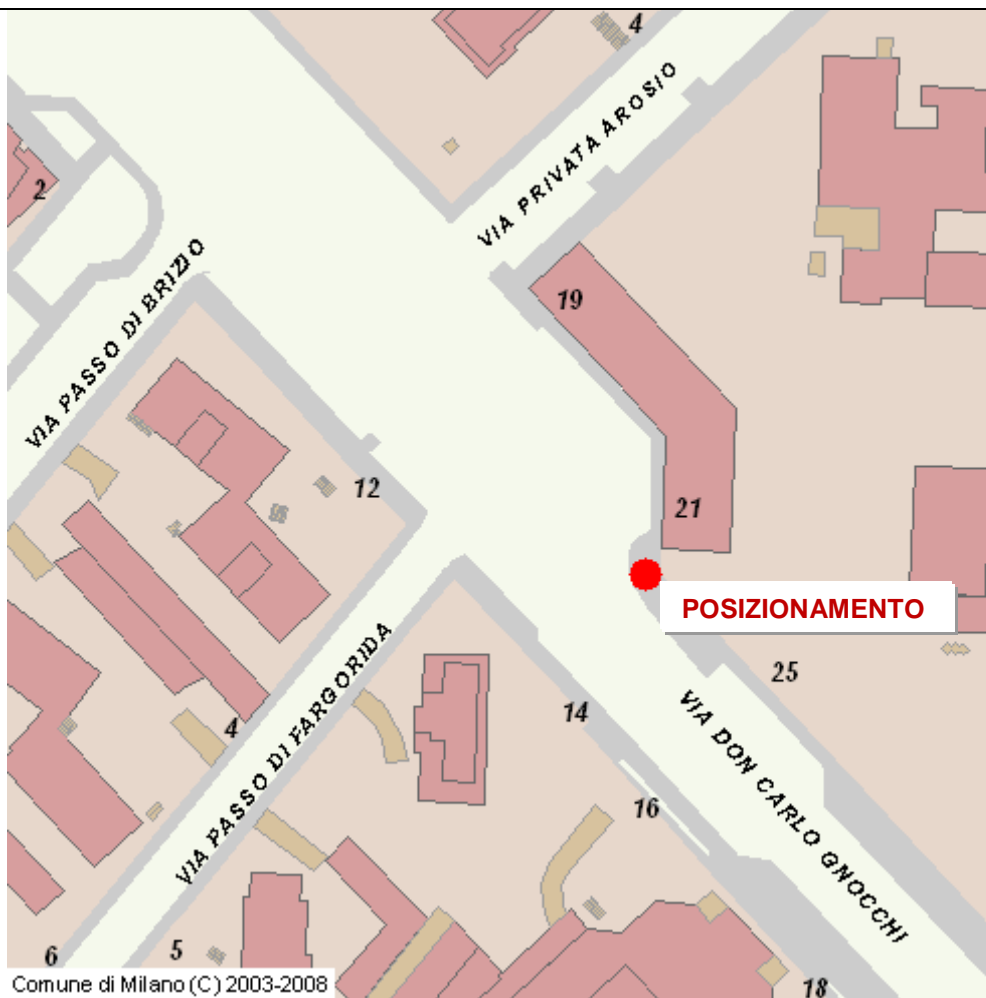 4
VIA PRIVATA AROSIO
2
VIA PASSO DI BRIZIO
19
12
21
POSIZIONAMENTO
25
VIA PASSO DI FARGORIDA
4
14
VIA DON CARLO GNOCCHI
16
6
5
18
Comune di Milano (C) 2003-2008